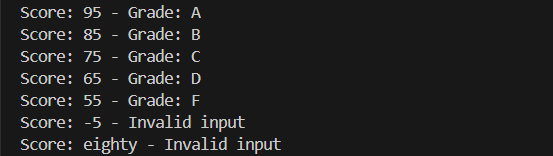 Score: 95 - Grade: A
Score: 85 - Grade: B
Score: 75 - Grade: C
Score: 65 - Grade: D
Score: 55 - Grade: F
Score: -5 - Invalid input
Score: eighty - Invalid input